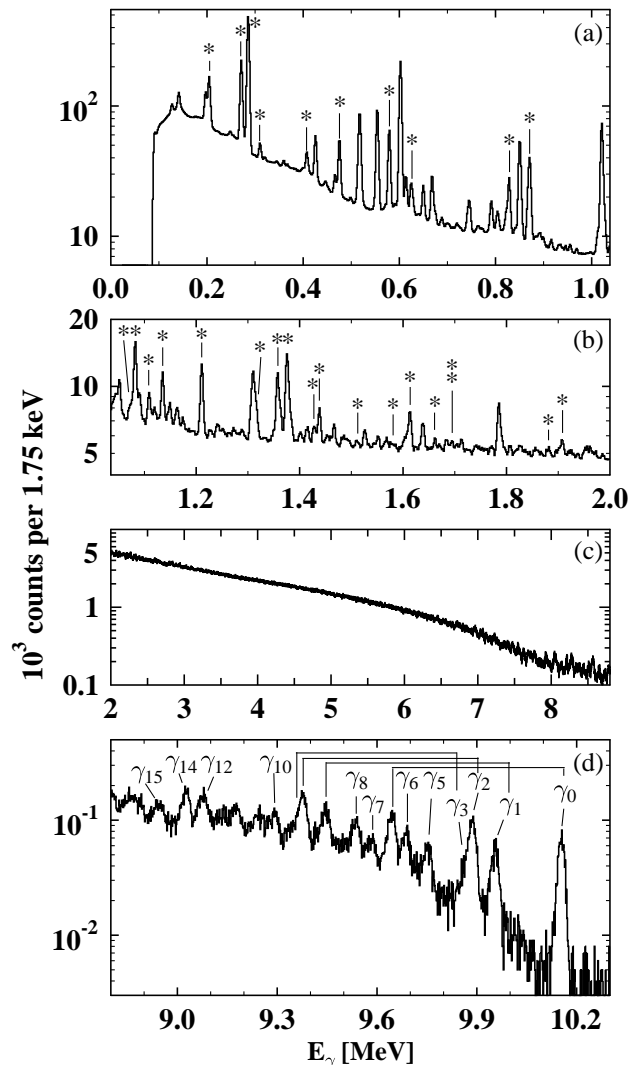 (a)
* * * * * * * * * * *
10²
10
0.0 0.2 0.4 0.6 0.8 1.0
20
(b)
** ** * * * * ** * * * * * * * * * *
10
5
1.2 1.4 1.6 1.8 2.0
(c)
5
1
0.1
2 3 4 5 6 7 8
10³ counts per 1.75 keV
(d)
γ15 γ14 γ12 γ10 γ8 γ7 γ6 γ5 γ3 γ2 γ1 γ0
10⁻¹
10⁻²
9.0 9.3 9.6 9.9 10.2
Eγ [MeV]